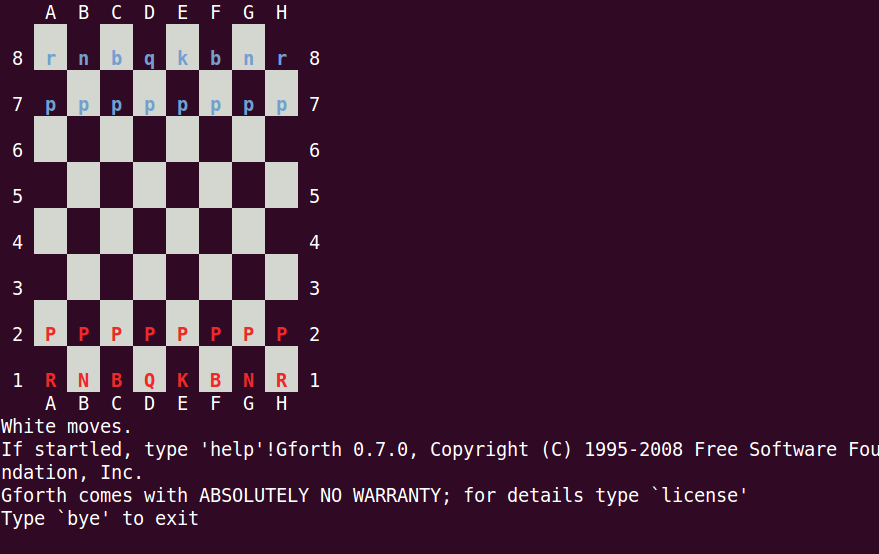 A B C D E F G H
8 r n b q k b n r 8
7 p p p p p p p p 7
6 6
5 5
4 4
3 3
2 P P P P P P P P 2
1 R N B Q K B N R 1
A B C D E F G H
White moves.
If startled, type 'help'!Gforth 0.7.0, Copyright (C) 1995-2008 Free Software Fou
ndation, Inc.
Gforth comes with ABSOLUTELY NO WARRANTY; for details type `license'
Type `bye' to exit